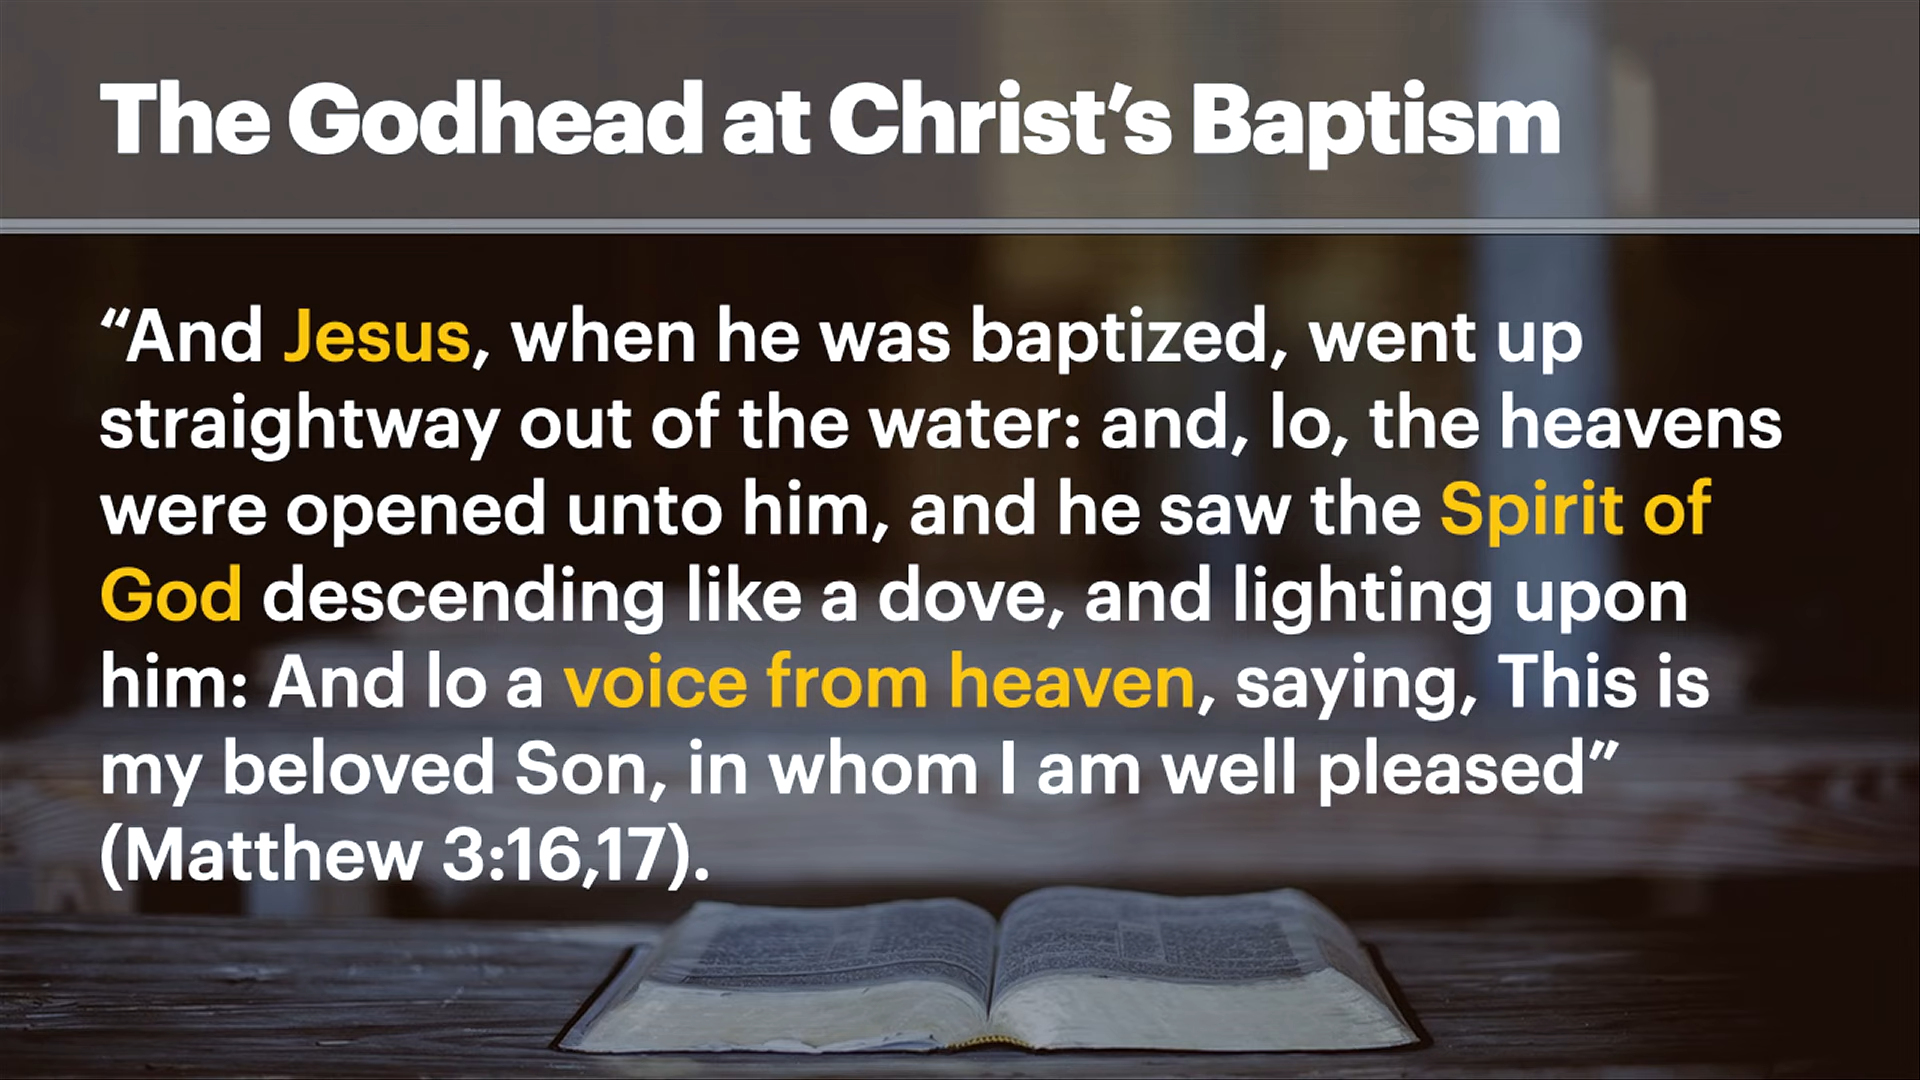 The Godhead at Christ’s Baptism
“And Jesus, when he was baptized, went up
straightway out of the water: and, lo, the heavens
were opened unto him, and he saw the Spirit of
God descending like a dove, and lighting upon
him: And lo a voice from heaven, saying, This is
my beloved Son, in whom I am well pleased”
(Matthew 3:16,17).